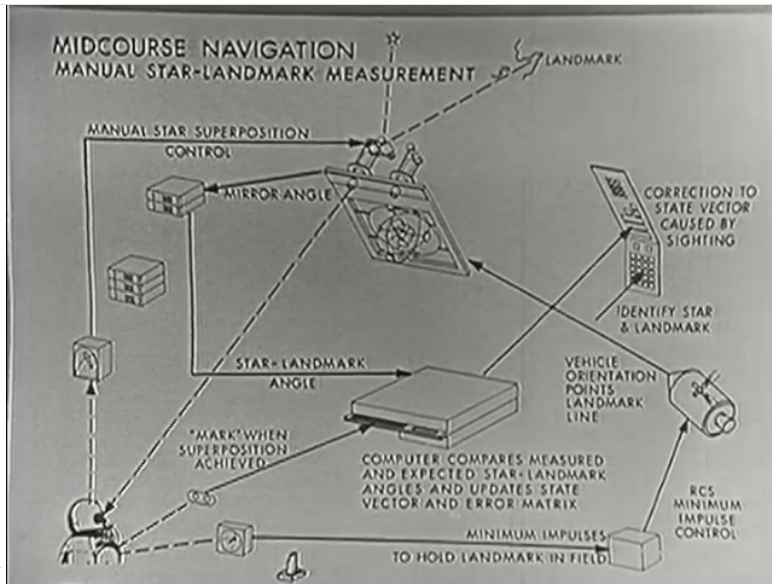 MIDCOURSE NAVIGATION
MANUAL STAR-LANDMARK MEASUREMENT
LANDMARK
MANUAL STAR SUPERPOSITION
CONTROL
MIRROR ANGLE
CORRECTION TO
STATE VECTOR
CAUSED BY
SIGHTING
IDENTIFY STAR
& LANDMARK
STAR-LANDMARK
ANGLE
VEHICLE
ORIENTATION
POINTS
LANDMARK
LINE
"MARK" WHEN
SUPERPOSITION
ACHIEVED
COMPUTER COMPARES MEASURED
AND EXPECTED STAR-LANDMARK
ANGLES AND UPDATES STATE
VECTOR AND ERROR MATRIX
RCS
MINIMUM
IMPULSE
CONTROL
MINIMUM IMPULSES
TO HOLD LANDMARK IN FIELD